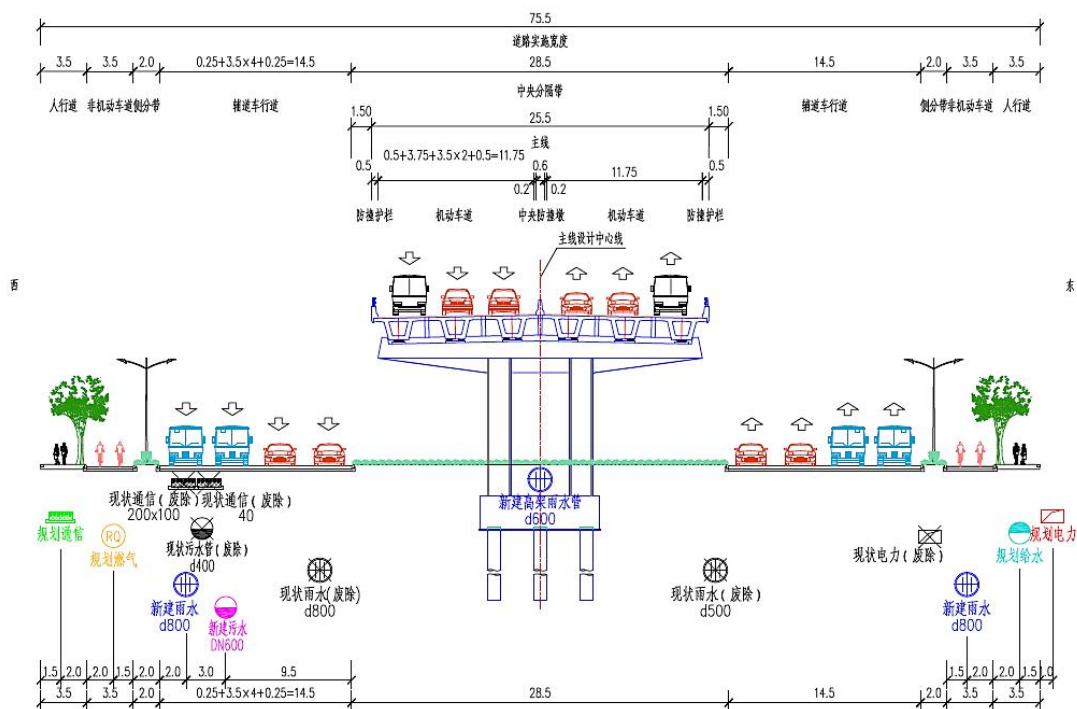 75.5
道路实施宽度
3.5 3.5 2.0 0.25+3.5×4+0.25=14.5 28.5 14.5 2.0 3.5 3.5
人行道 非机动车道 侧分带 辅道车行道 中央分隔带 辅道车行道 侧分带 非机动车道 人行道
1.50 25.5 1.50
主线
0.5+3.75+3.5×2+0.5=11.75
0.5 0.6 11.75 0.5
0.2 0.2
防撞护栏 机动车道 中央防撞墩 机动车道 防撞护栏
主线设计中心线
西 东
现状通信(废除) 现状通信(废除)
200x100 40
新建高架雨水管
d600
规划通信
RQ
规划燃气
现状污水管(废除)
d400
现状电力(废除)
规划给水
规划电力
新建雨水
d800
现状雨水(废除)
d800
现状雨水(废除)
d500
新建雨水
d800
新建污水
DN600
1.5 2.0 2.0 1.5 2.0 2.0 3.0 9.5 1.5 2.0 2.0 1.5 1.0
3.5 3.5 2.0 0.25+3.5×4+0.25=14.5 28.5 14.5 2.0 3.5 3.5